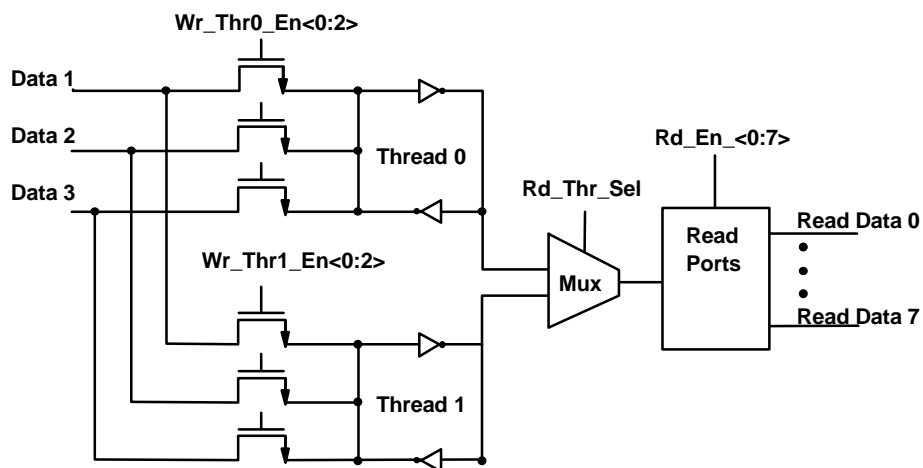 Wr_Thr0_En<0:2>
Data 1
Data 2
Data 3
Thread 0
Rd_En_<0:7>
Rd_Thr_Sel
Read Data 0
Read
Ports
Wr_Thr1_En<0:2>
Mux
Read Data 7
Thread 1